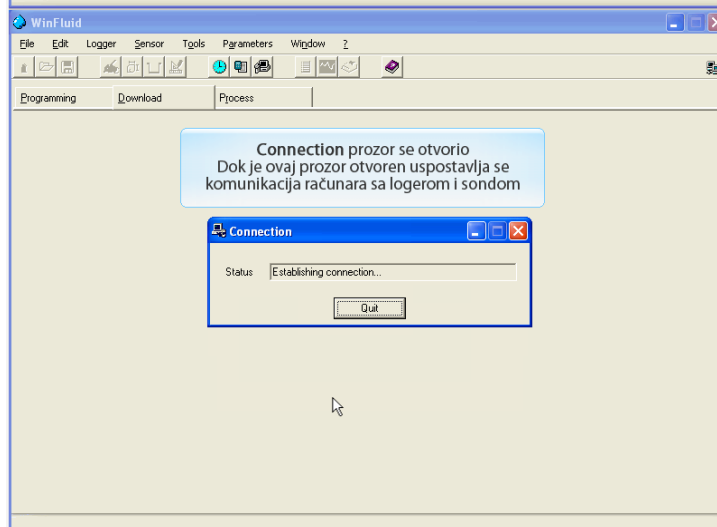 WinFluid
File Edit Logger Sensor Tools Parameters Window ?
Programming Download Process
Connection prozor se otvorio
Dok je ovaj prozor otvoren uspostavlja se
komunikacija računara sa logerom i sondom
Connection
Status Establishing connection...
Quit